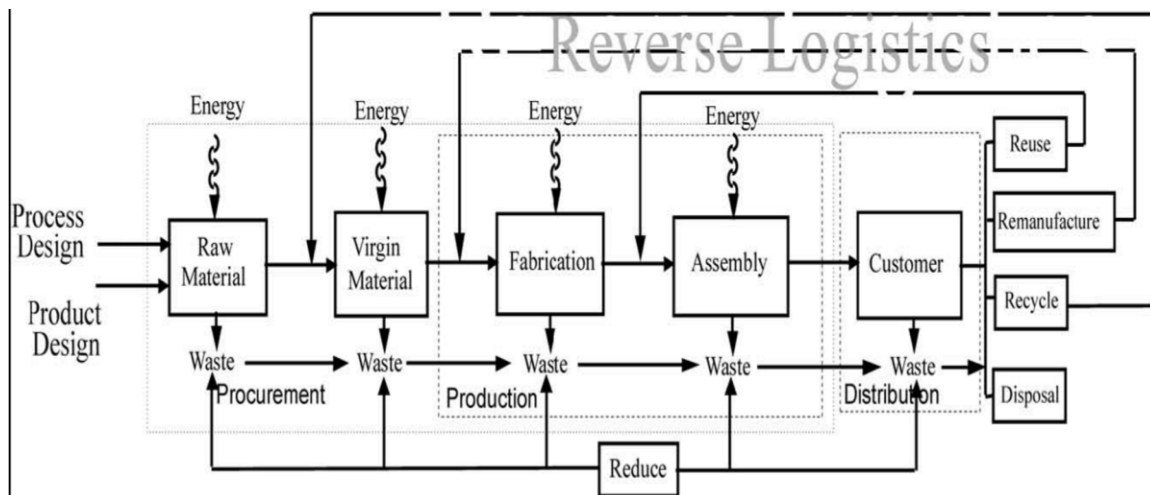 Reverse Logistics
Energy
Energy
Energy
Energy
Process
Design
Product
Design
Raw
Material
Virgin
Material
Fabrication
Assembly
Customer
Reuse
Remanufacture
Recycle
Disposal
Waste
Waste
Waste
Waste
Waste
Procurement
Production
Distribution
Reduce